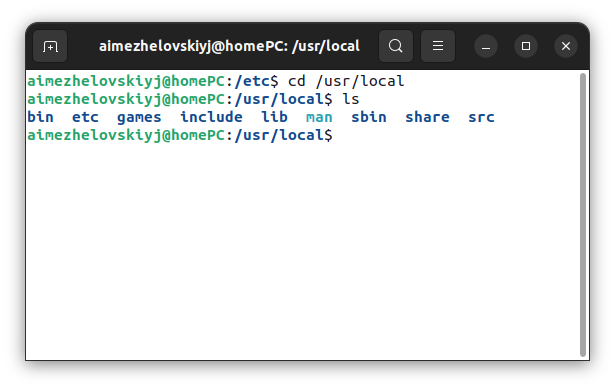 aimezhelovskiyj@homePC: /usr/local
aimezhelovskiyj@homePC:/etc$ cd /usr/local
aimezhelovskiyj@homePC:/usr/local$ ls
bin  etc  games  include  lib  man  sbin  share  src
aimezhelovskiyj@homePC:/usr/local$